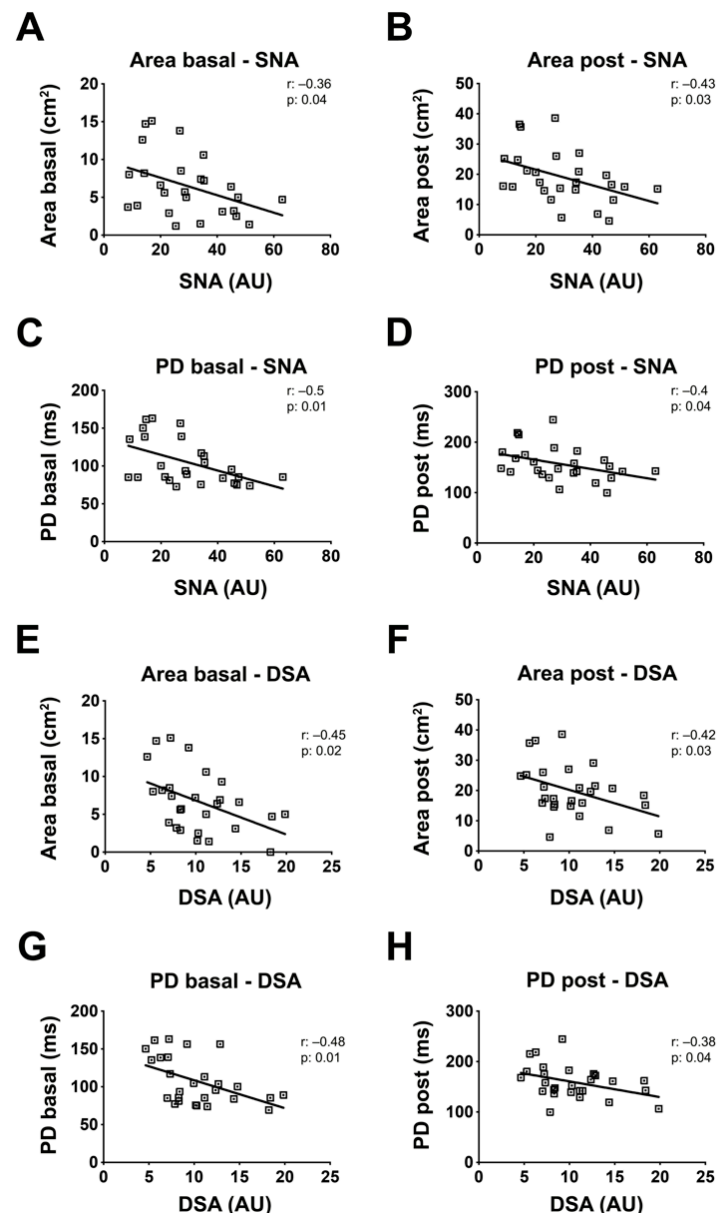 A
Area basal - SNA
r: –0.36
p: 0.04
Area basal (cm²)
20
15
10
5
0
0 20 40 60 80
SNA (AU)
B
Area post - SNA
r: –0.43
p: 0.03
Area post (cm²)
50
40
30
20
10
0
0 20 40 60 80
SNA (AU)
C
PD basal - SNA
r: –0.5
p: 0.01
PD basal (ms)
200
150
100
50
0
0 20 40 60 80
SNA (AU)
D
PD post - SNA
r: –0.4
p: 0.04
PD post (ms)
300
200
100
0
0 20 40 60 80
SNA (AU)
E
Area basal - DSA
r: –0.45
p: 0.02
Area basal (cm²)
20
15
10
5
0
0 5 10 15 20 25
DSA (AU)
F
Area post - DSA
r: –0.42
p: 0.03
Area post (cm²)
50
40
30
20
10
0
0 5 10 15 20 25
DSA (AU)
G
PD basal - DSA
r: –0.48
p: 0.01
PD basal (ms)
200
150
100
50
0
0 5 10 15 20 25
DSA (AU)
H
PD post - DSA
r: –0.38
p: 0.04
PD post (ms)
300
200
100
0
0 5 10 15 20 25
DSA (AU)